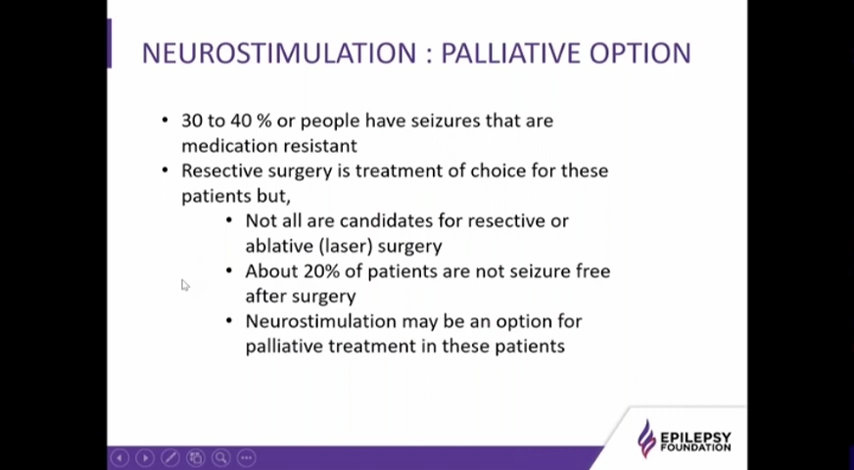 NEUROSTIMULATION : PALLIATIVE OPTION
• 30 to 40 % or people have seizures that are
medication resistant
• Resective surgery is treatment of choice for these
patients but,
• Not all are candidates for resective or
ablative (laser) surgery
• About 20% of patients are not seizure free
after surgery
• Neurostimulation may be an option for
palliative treatment in these patients
EPILEPSY
FOUNDATION